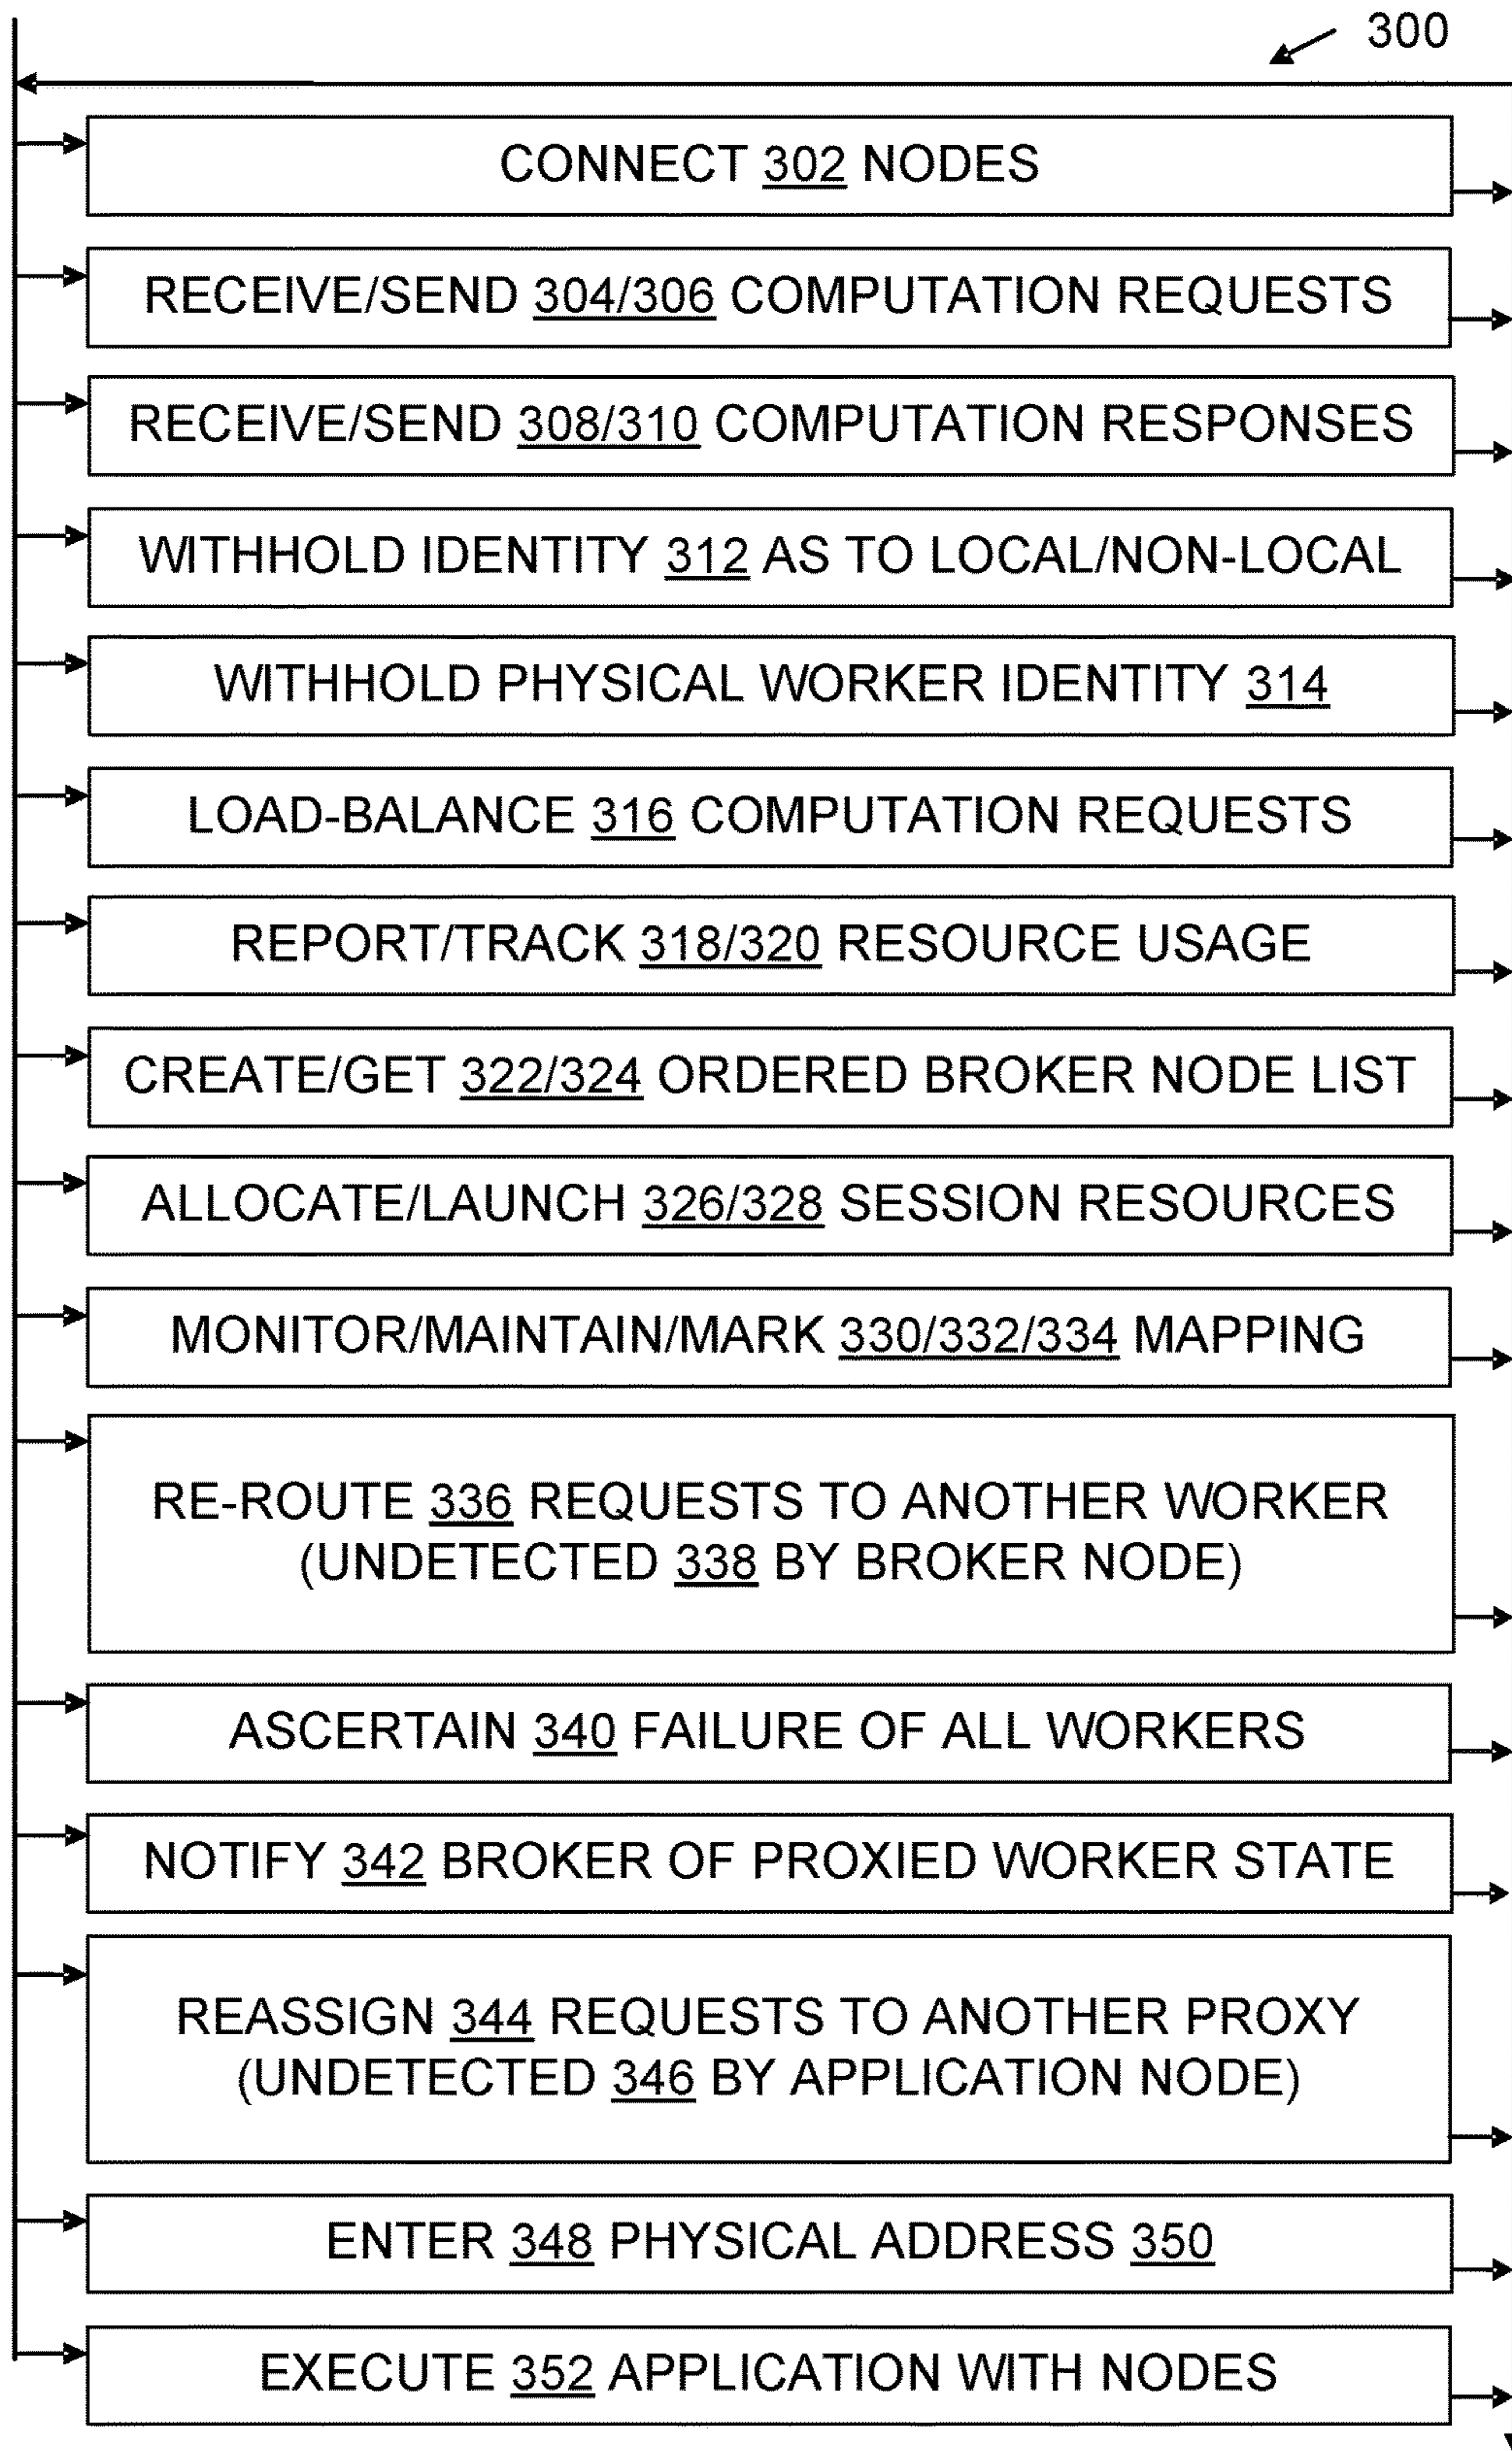 300
CONNECT 302 NODES
RECEIVE/SEND 304/306 COMPUTATION REQUESTS
RECEIVE/SEND 308/310 COMPUTATION RESPONSES
WITHHOLD IDENTITY 312 AS TO LOCAL/NON-LOCAL
WITHHOLD PHYSICAL WORKER IDENTITY 314
LOAD-BALANCE 316 COMPUTATION REQUESTS
REPORT/TRACK 318/320 RESOURCE USAGE
CREATE/GET 322/324 ORDERED BROKER NODE LIST
ALLOCATE/LAUNCH 326/328 SESSION RESOURCES
MONITOR/MAINTAIN/MARK 330/332/334 MAPPING
RE-ROUTE 336 REQUESTS TO ANOTHER WORKER
(UNDETECTED 338 BY BROKER NODE)
ASCERTAIN 340 FAILURE OF ALL WORKERS
NOTIFY 342 BROKER OF PROXIED WORKER STATE
REASSIGN 344 REQUESTS TO ANOTHER PROXY
(UNDETECTED 346 BY APPLICATION NODE)
ENTER 348 PHYSICAL ADDRESS 350
EXECUTE 352 APPLICATION WITH NODES